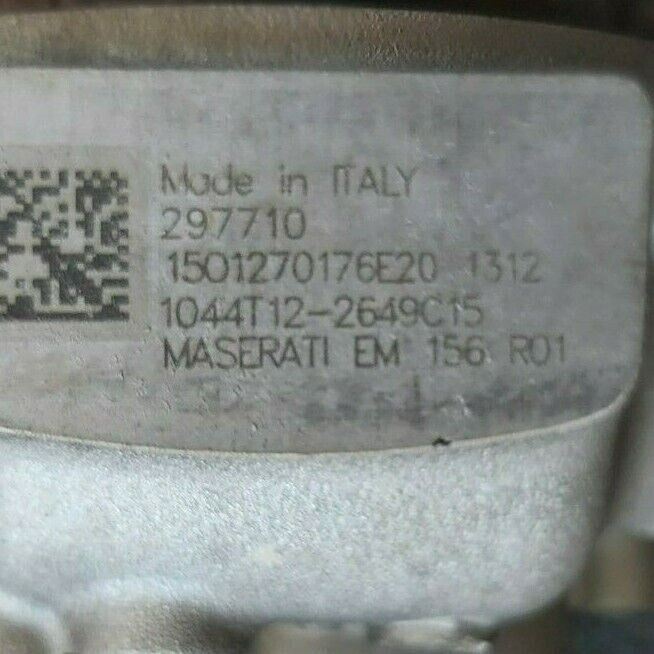 Made in ITALY
297710
1501270176E20 1312
1044T12-2649C15
MASERATI EM 156 R01